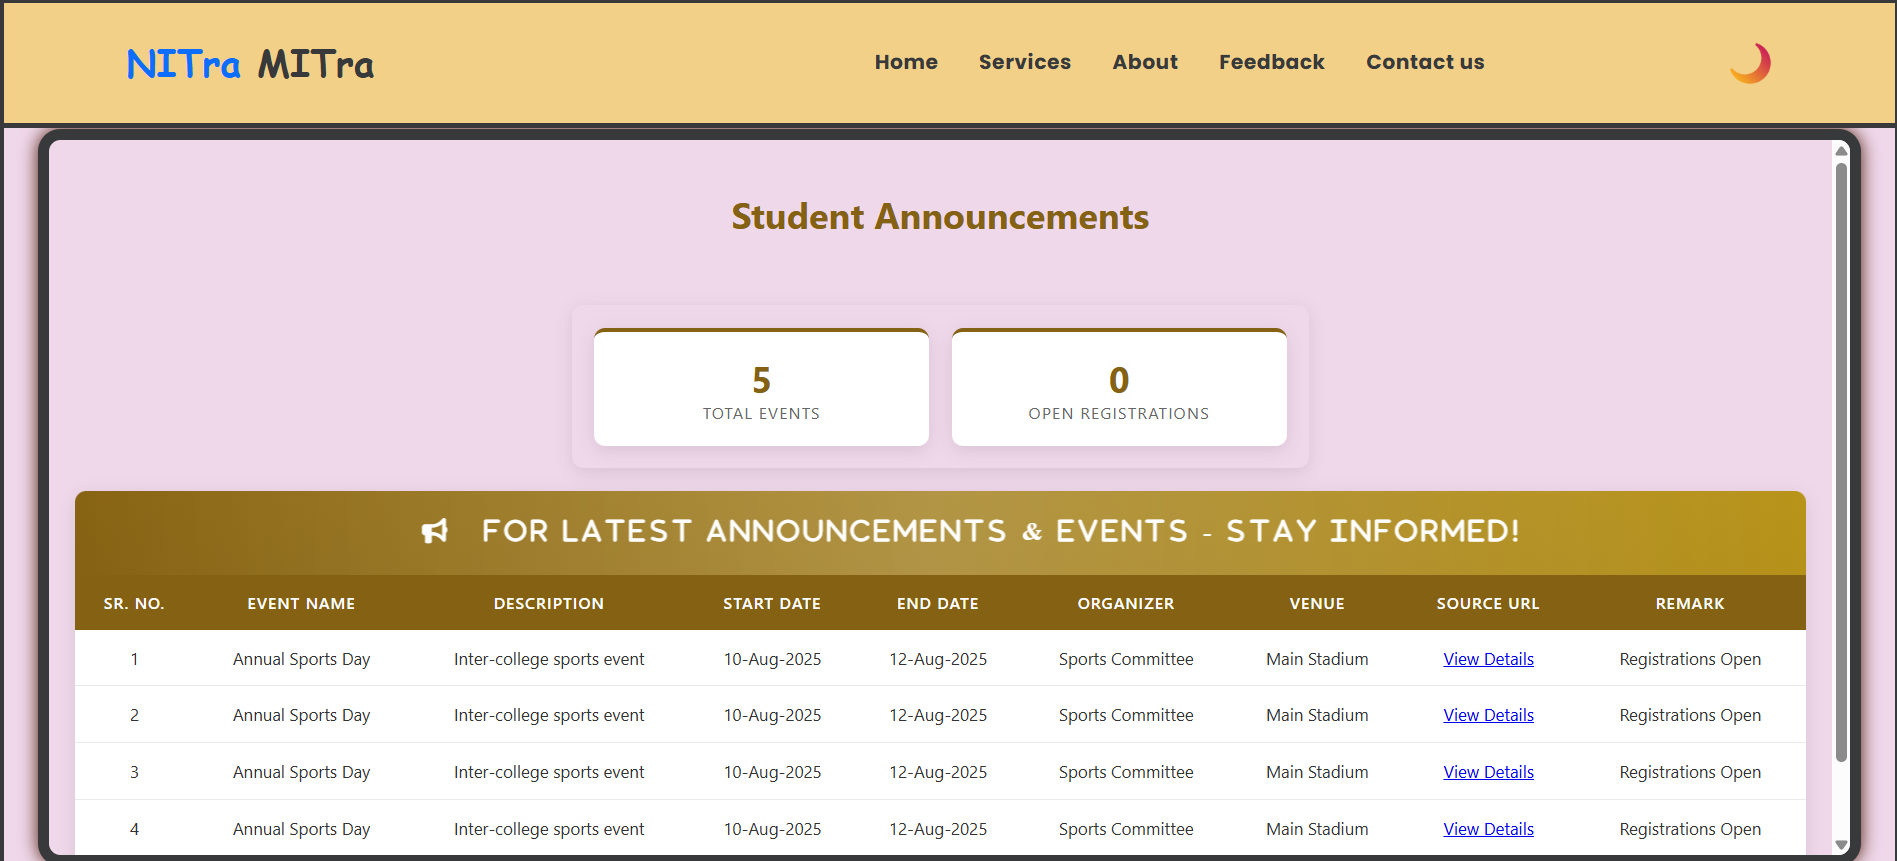 NITra MITra Home Services About Feedback Contact us
Student Announcements
5 0
TOTAL EVENTS OPEN REGISTRATIONS
FOR LATEST ANNOUNCEMENTS & EVENTS - STAY INFORMED!
SR. NO. EVENT NAME DESCRIPTION START DATE END DATE ORGANIZER VENUE SOURCE URL REMARK
1 Annual Sports Day Inter-college sports event 10-Aug-2025 12-Aug-2025 Sports Committee Main Stadium View Details Registrations Open
2 Annual Sports Day Inter-college sports event 10-Aug-2025 12-Aug-2025 Sports Committee Main Stadium View Details Registrations Open
3 Annual Sports Day Inter-college sports event 10-Aug-2025 12-Aug-2025 Sports Committee Main Stadium View Details Registrations Open
4 Annual Sports Day Inter-college sports event 10-Aug-2025 12-Aug-2025 Sports Committee Main Stadium View Details Registrations Open